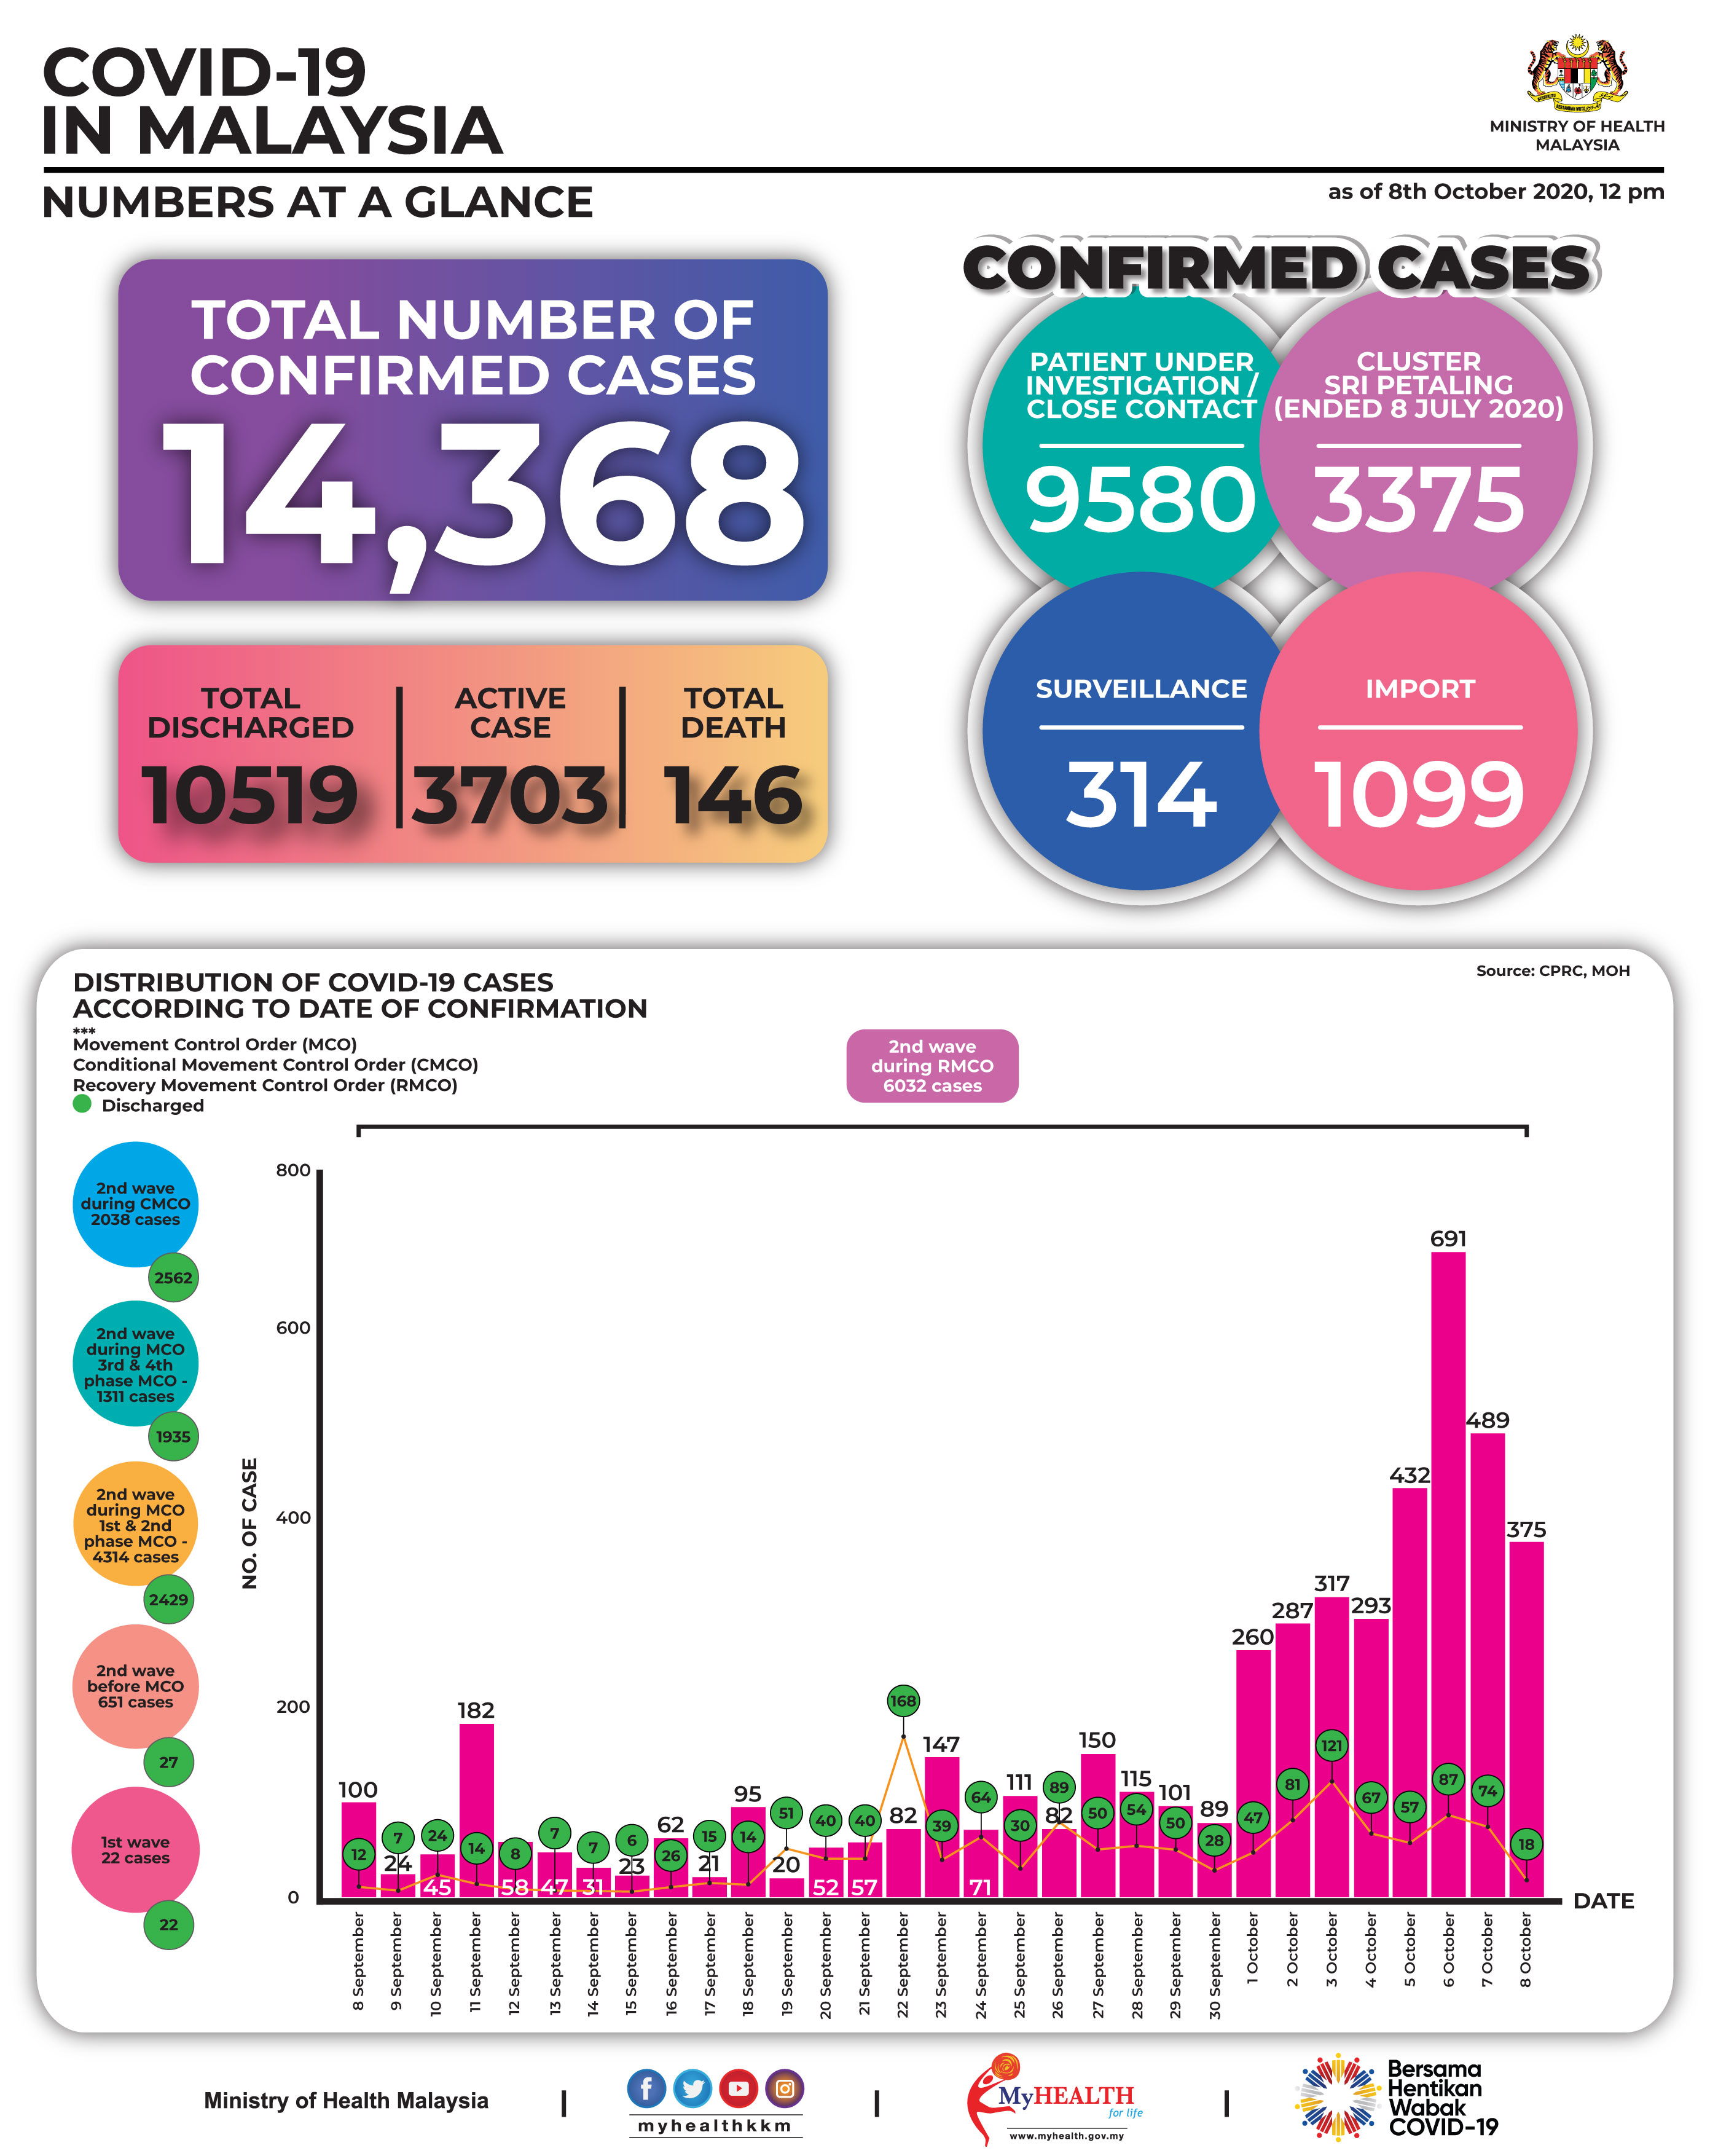 COVID-19
IN MALAYSIA
MINISTRY OF HEALTH
MALAYSIA
NUMBERS AT A GLANCE
as of 8th October 2020, 12 pm
TOTAL NUMBER OF
CONFIRMED CASES
14,368
TOTAL
DISCHARGED
10519
ACTIVE
CASE
3703
TOTAL
DEATH
146
CONFIRMED CASES
PATIENT UNDER
INVESTIGATION /
CLOSE CONTACT
9580
CLUSTER
SRI PETALING
(ENDED 8 JULY 2020)
3375
SURVEILLANCE
314
IMPORT
1099
DISTRIBUTION OF COVID-19 CASES
ACCORDING TO DATE OF CONFIRMATION
Source: CPRC, MOH
***
Movement Control Order (MCO)
Conditional Movement Control Order (CMCO)
Recovery Movement Control Order (RMCO)
Discharged
2nd wave
during RMCO
6032 cases
2nd wave
during CMCO
2038 cases
2562
2nd wave
during MCO
3rd & 4th
phase MCO -
1311 cases
1935
2nd wave
during MCO
1st & 2nd
phase MCO -
4314 cases
2429
2nd wave
before MCO
651 cases
27
1st wave
22 cases
22
NO. OF CASE
800
600
400
200
0
100
24
45
182
58
47
31
23
62
21
95
20
52
57
82
147
71
111
82
150
115
101
89
260
287
317
293
432
691
489
375
12
7
24
14
8
7
7
6
26
15
14
51
40
40
168
39
64
30
89
50
54
50
28
47
81
121
67
57
87
74
18
DATE
8 September
9 September
10 September
11 September
12 September
13 September
14 September
15 September
16 September
17 September
18 September
19 September
20 September
21 September
22 September
23 September
24 September
25 September
26 September
27 September
28 September
29 September
30 September
1 October
2 October
3 October
4 October
5 October
6 October
7 October
8 October
Ministry of Health Malaysia
myhealthkkm
MyHEALTH
for life
www.myhealth.gov.my
Bersama
Hentikan
Wabak
COVID-19